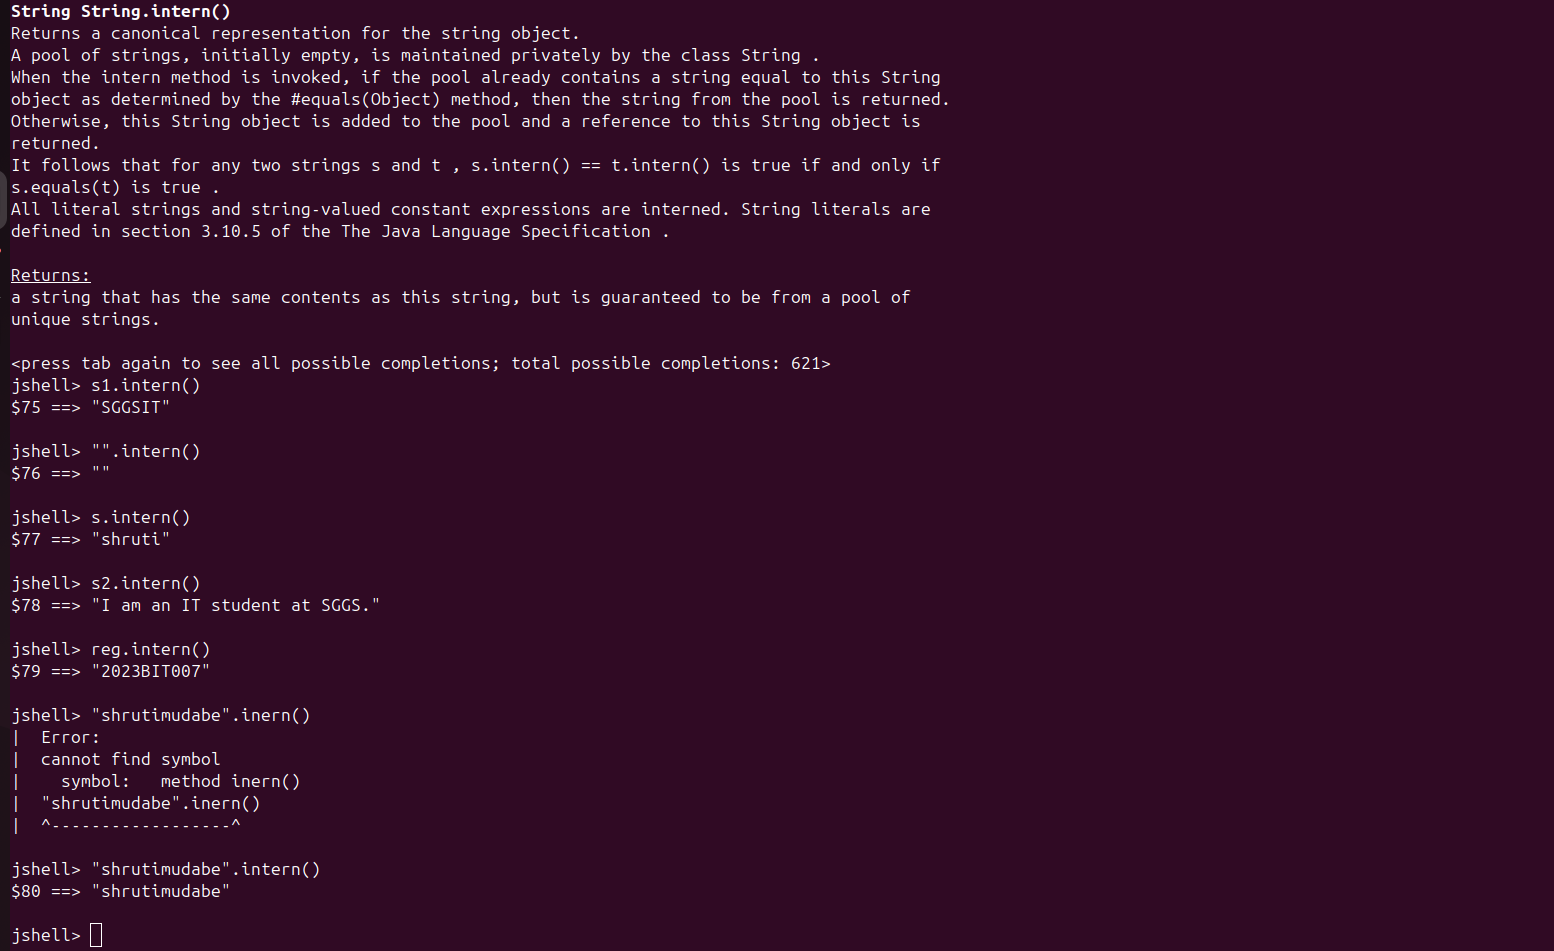 String String.intern()
Returns a canonical representation for the string object.
A pool of strings, initially empty, is maintained privately by the class String .
When the intern method is invoked, if the pool already contains a string equal to this String
object as determined by the #equals(Object) method, then the string from the pool is returned.
Otherwise, this String object is added to the pool and a reference to this String object is
returned.
It follows that for any two strings s and t , s.intern() == t.intern() is true if and only if
s.equals(t) is true .
All literal strings and string-valued constant expressions are interned. String literals are
defined in section 3.10.5 of the The Java Language Specification .

Returns:
a string that has the same contents as this string, but is guaranteed to be from a pool of
unique strings.

<press tab again to see all possible completions; total possible completions: 621>
jshell> s1.intern()
$75 ==> "SGGSIT"

jshell> "".intern()
$76 ==> ""

jshell> s.intern()
$77 ==> "shruti"

jshell> s2.intern()
$78 ==> "I am an IT student at SGGS."

jshell> reg.intern()
$79 ==> "2023BIT007"

jshell> "shrutimudabe".inern()
|  Error:
|  cannot find symbol
|    symbol:   method inern()
|  "shrutimudabe".inern()
|  ^------------------^

jshell> "shrutimudabe".intern()
$80 ==> "shrutimudabe"

jshell>